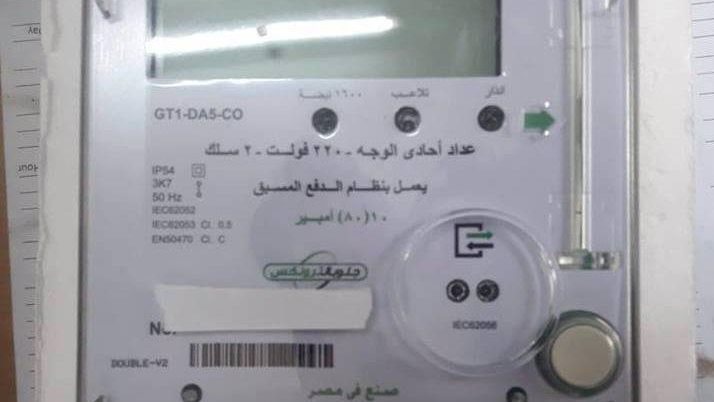 ١٦٠٠ نبضة تلاعب انذار
GT1-DA5-CO
عداد أحادى الوجه - ٢٢٠ فولت - ٢ سلك
IP54
3K7
50 Hz
يعمل بنظام الدفع المسبق
IEC62052
IEC62053 Cl. 0.5
EN50470 Cl. C
١٠(٨٠) أمبير
جلوبالترونكس
IEC62056
No.
DOUBLE-V2
صنع فى مصر